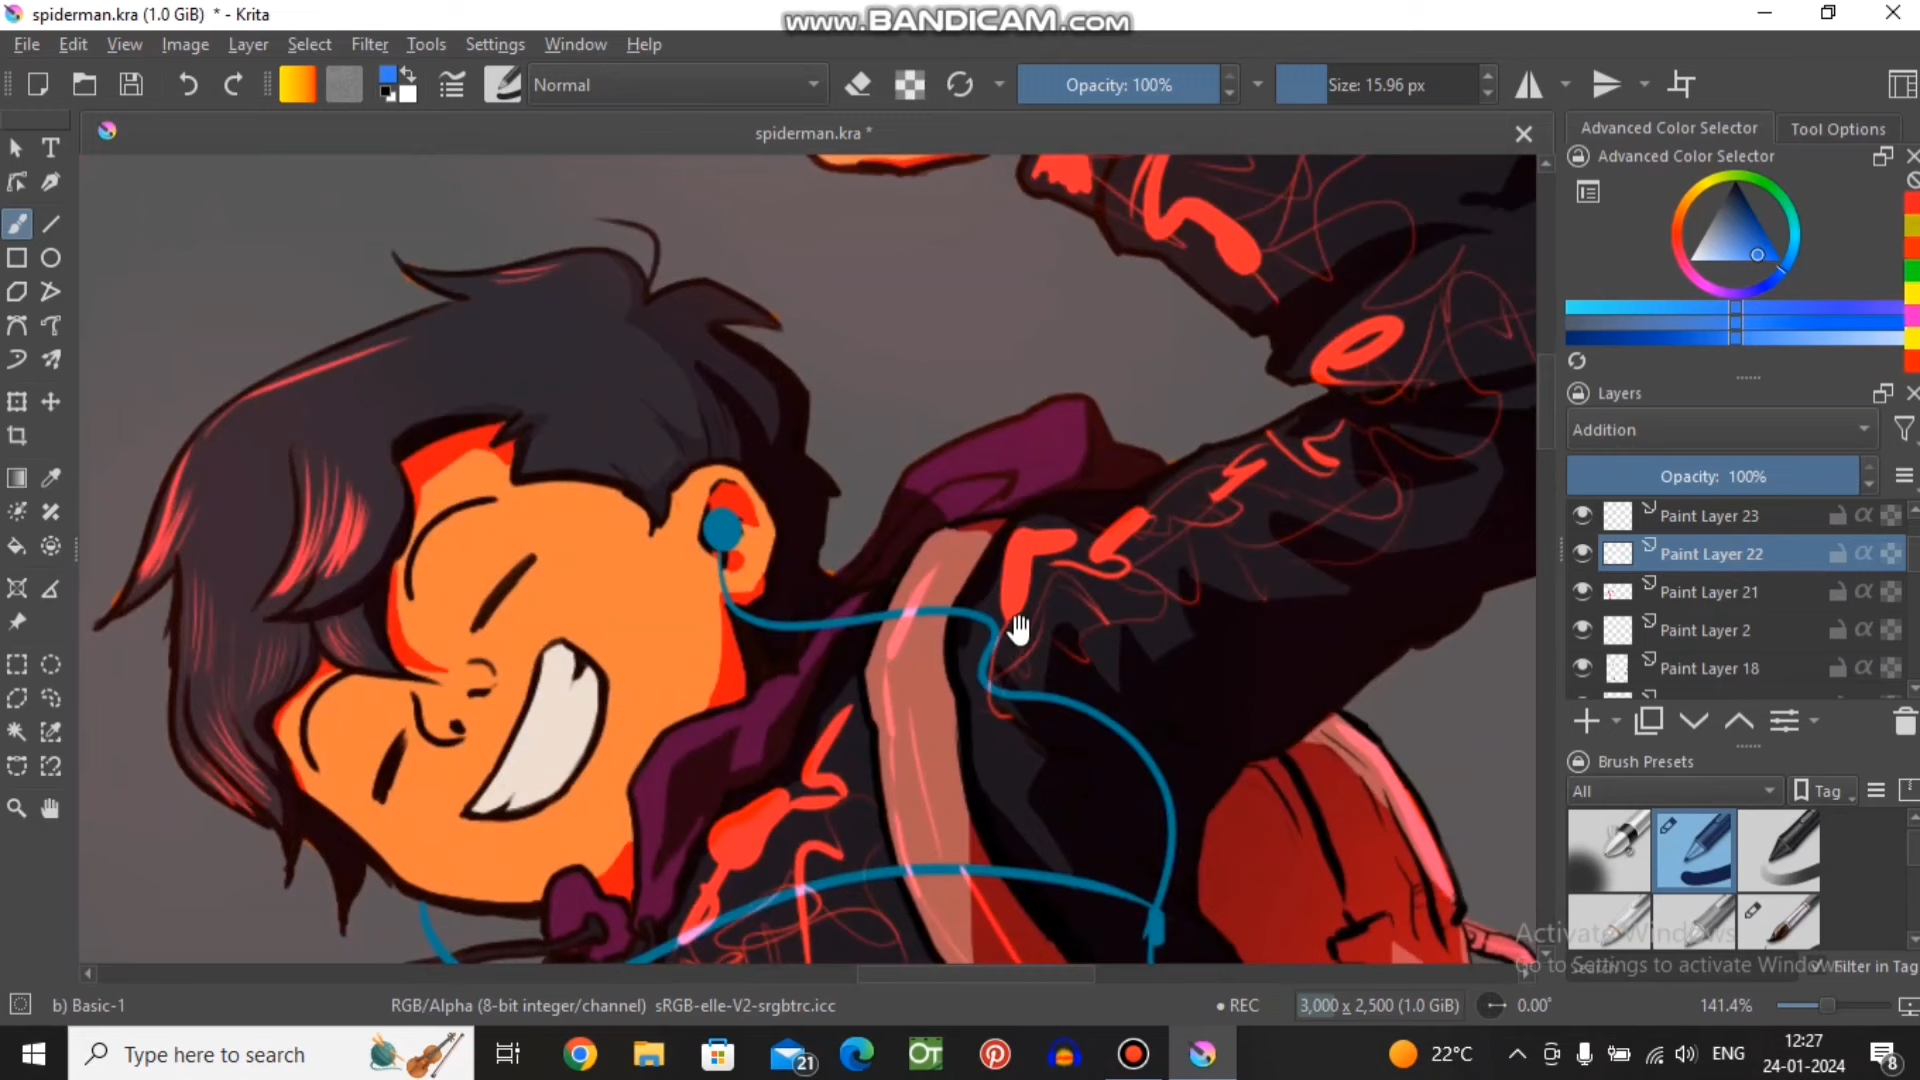 spiderman.kra (1.0 GiB) * - Krita
www.BANDICAM.com
File Edit View Image Layer Select Filter Tools Settings Window Help
Normal
Opacity: 100%
Size: 15.96 px
spiderman.kra *
Advanced Color Selector
Tool Options
Advanced Color Selector
Layers
Addition
Opacity: 100%
Paint Layer 23
Paint Layer 22
Paint Layer 21
Paint Layer 2
Paint Layer 18
Brush Presets
All
Tag
Activate Windows
Go to Settings to activate Windows
Search
Filter in Tag
b) Basic-1
RGB/Alpha (8-bit integer/channel) sRGB-elle-V2-srgbtrc.icc
REC
3,000 x 2,500 (1.0 GiB)
0.00°
141.4%
Type here to search
21
OT
22°C
ENG
12:27
24-01-2024
8